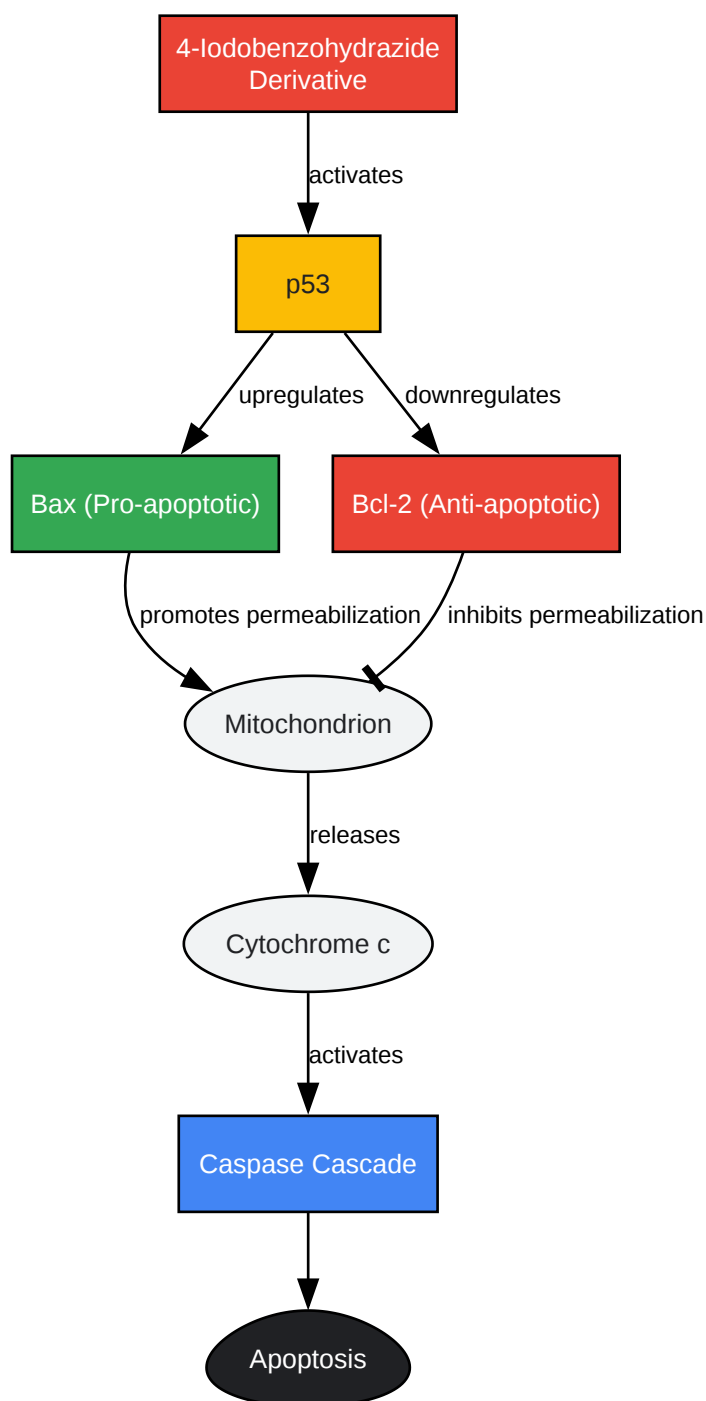 4-Iodobenzohydrazide
Derivative
activates
p53
upregulates
downregulates
Bax (Pro-apoptotic)
Bcl-2 (Anti-apoptotic)
promotes permeabilization
inhibits permeabilization
Mitochondrion
releases
Cytochrome c
activates
Caspase Cascade
Apoptosis